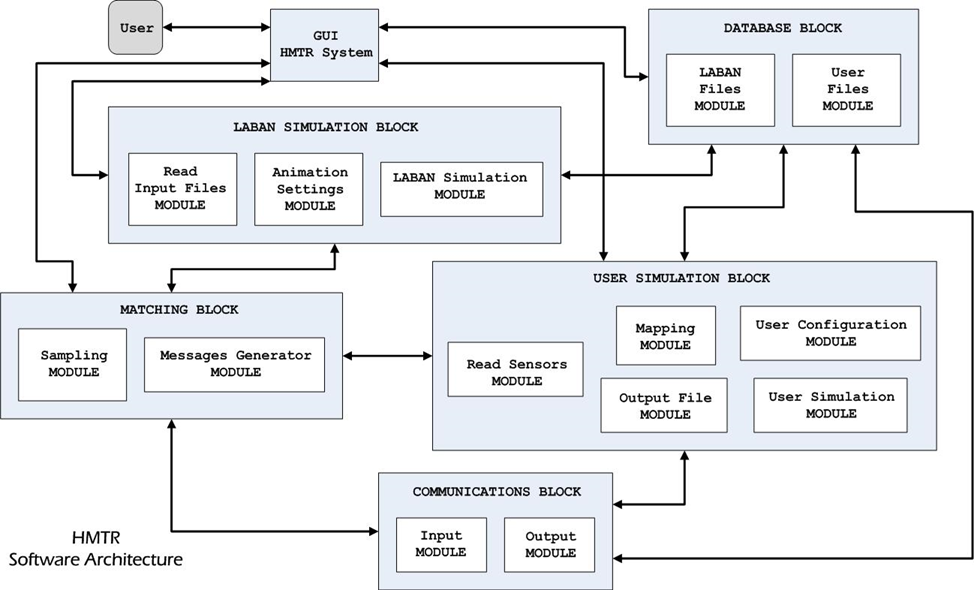 User
GUI
HMTR System
DATABASE BLOCK
LABAN
Files
MODULE
User
Files
MODULE
LABAN SIMULATION BLOCK
Read
Input Files
MODULE
Animation
Settings
MODULE
LABAN Simulation
MODULE
USER SIMULATION BLOCK
Read Sensors
MODULE
Mapping
MODULE
User Configuration
MODULE
Output File
MODULE
User Simulation
MODULE
MATCHING BLOCK
Sampling
MODULE
Messages Generator
MODULE
COMMUNICATIONS BLOCK
Input
MODULE
Output
MODULE
HMTR
Software Architecture